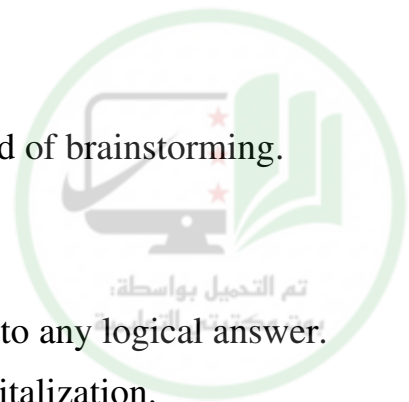 d of brainstorming.
تم التحميل بواسطة:
to any logical answer.
italization.